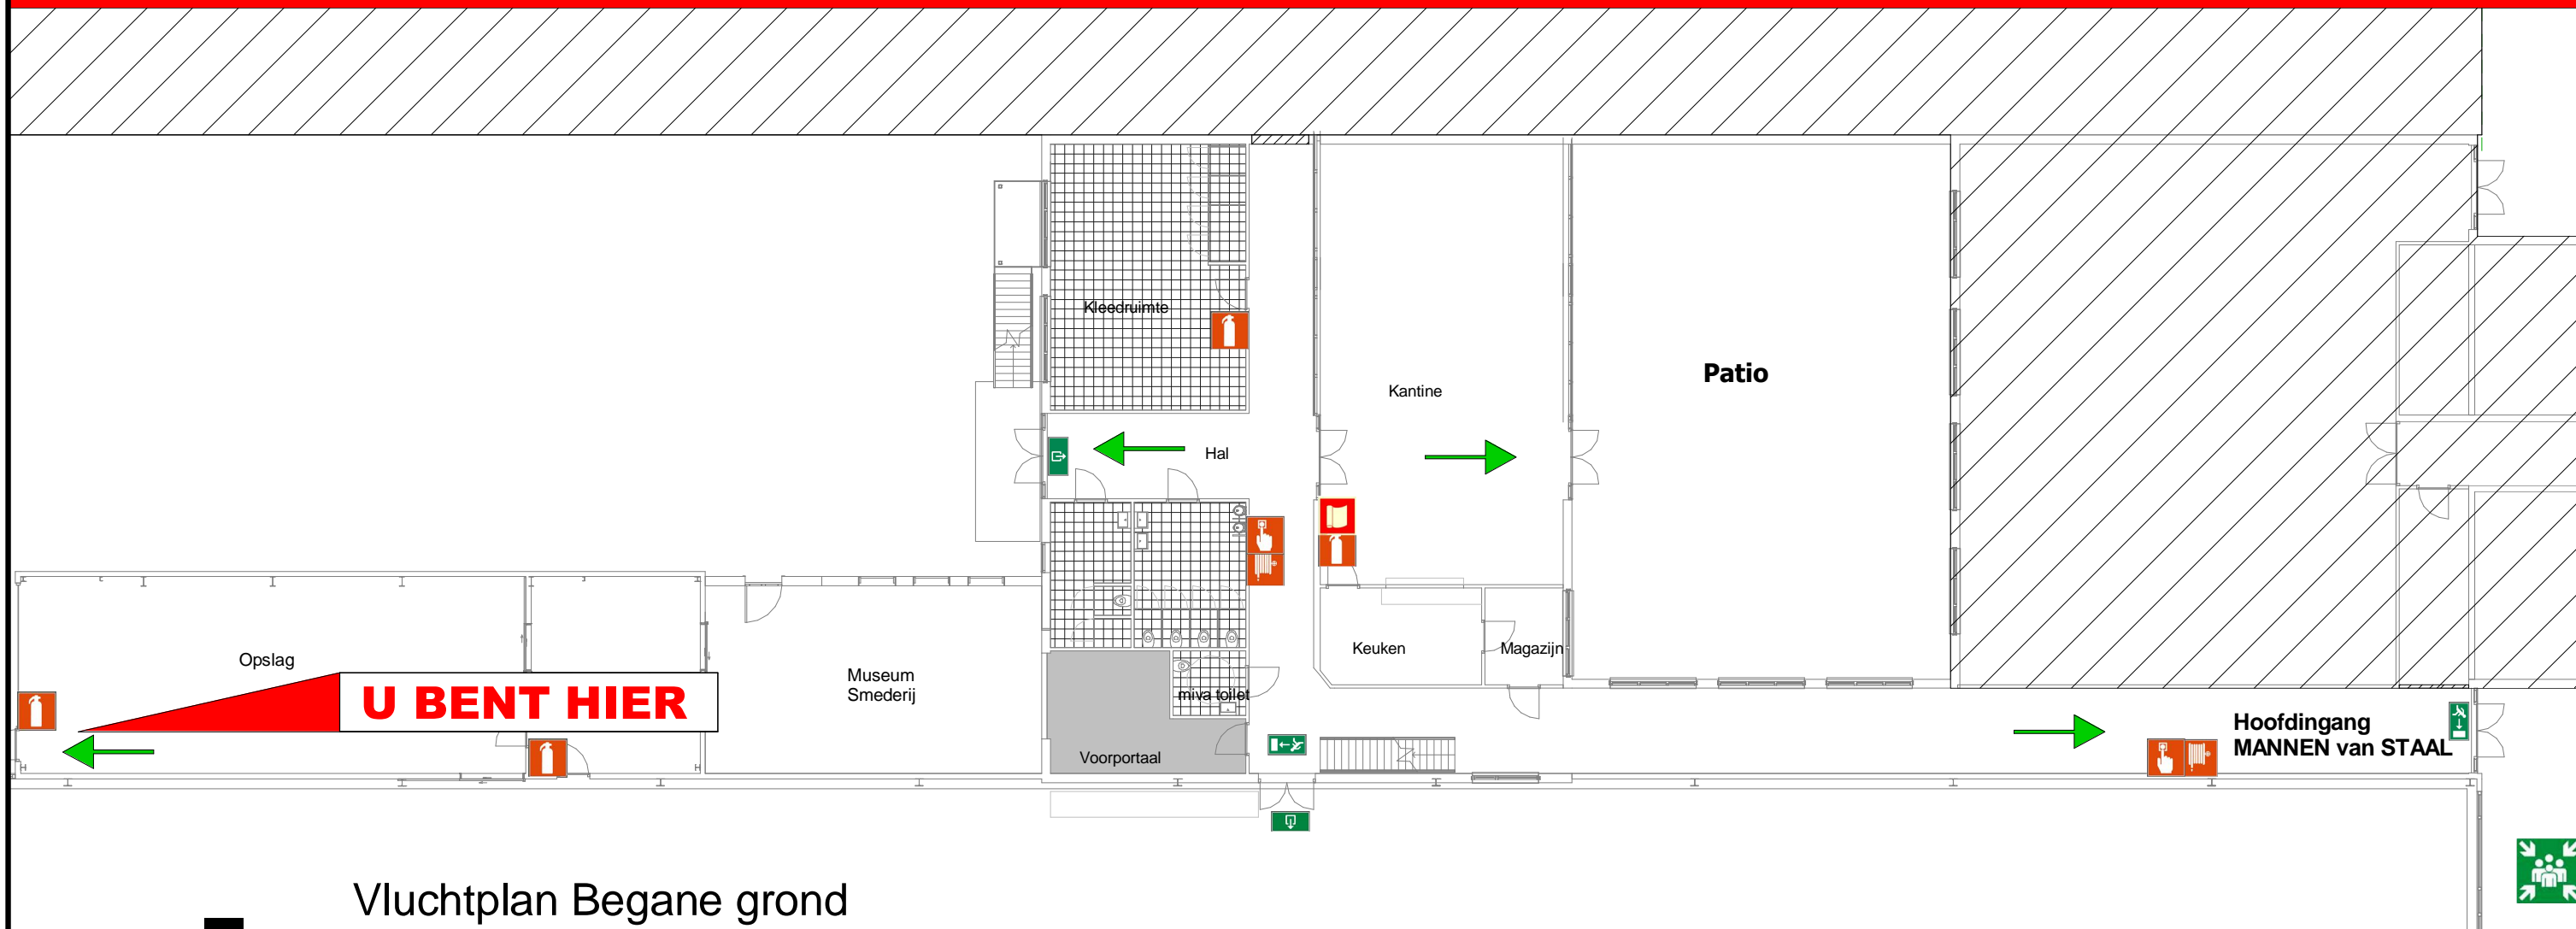 Kleedruimte
Kantine
Patio
Hal
Opslag
Museum
Smederij
Keuken
Magazijn
miva toilet
U BENT HIER
Voorportaal
Hoofdingang
MANNEN van STAAL
Vluchtplan Begane grond